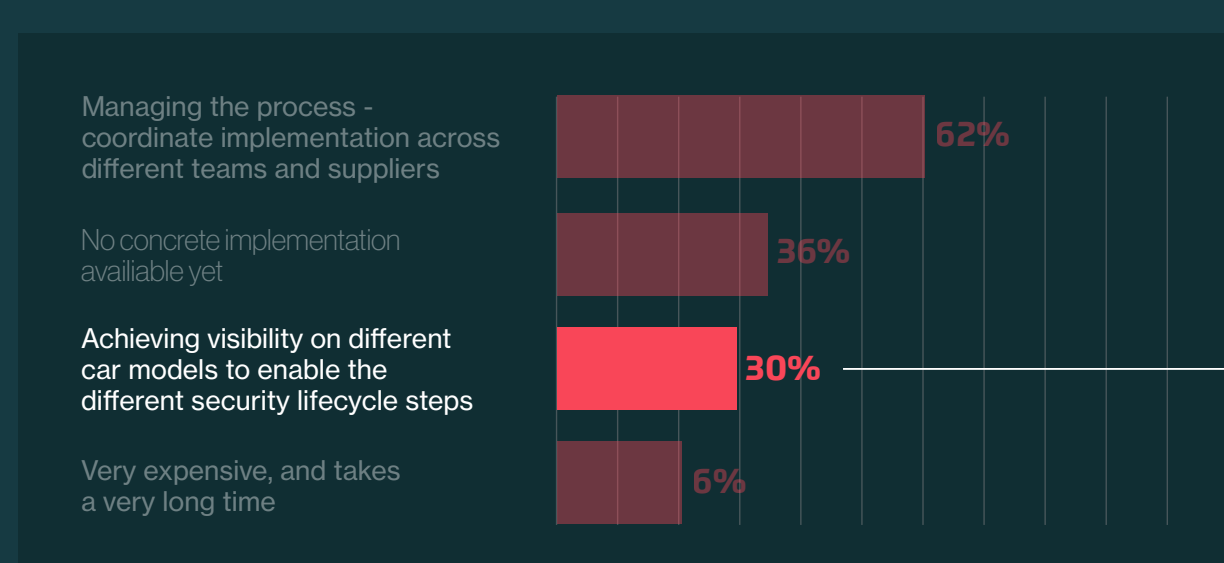 Managing the process -
coordinate implementation across
different teams and suppliers
62%
No concrete implementation
availiable yet
36%
Achieving visibility on different
car models to enable the
different security lifecycle steps
30%
Very expensive, and takes
a very long time
6%